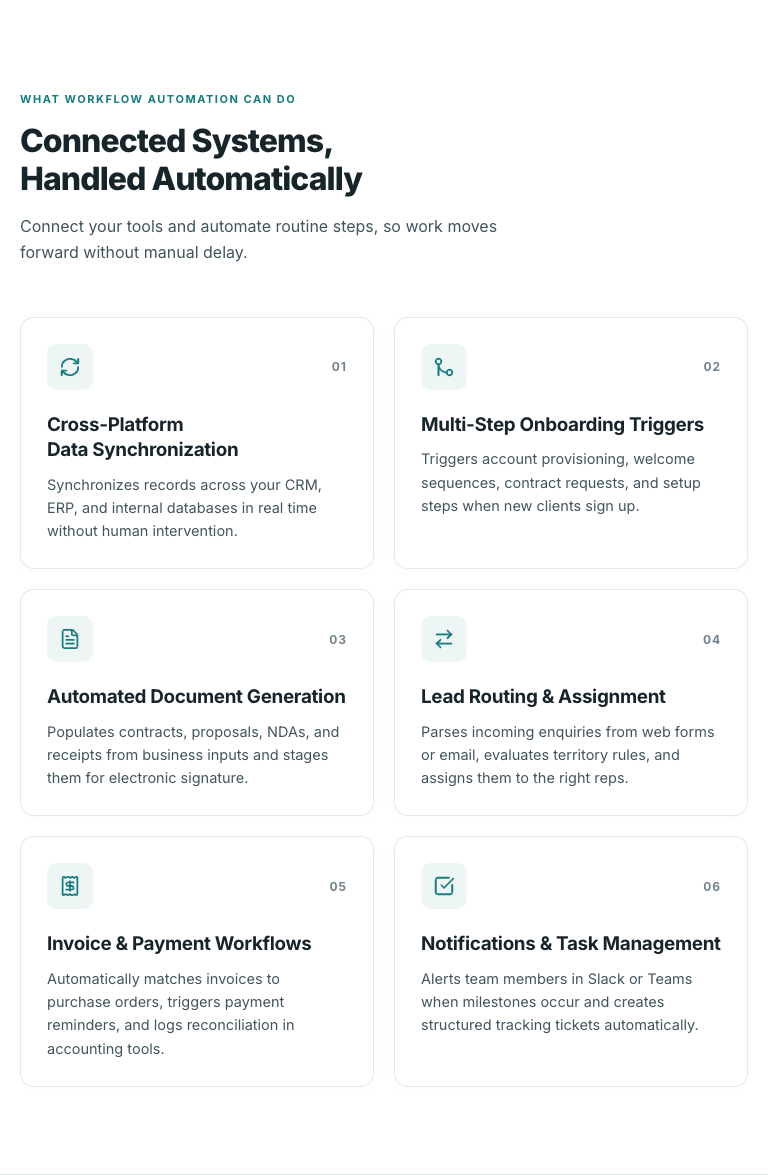 WHAT WORKFLOW AUTOMATION CAN DO
Connected Systems,
Handled Automatically
Connect your tools and automate routine steps, so work moves
forward without manual delay.
01
Cross-Platform
Data Synchronization
Synchronizes records across your CRM,
ERP, and internal databases in real time
without human intervention.
02
Multi-Step Onboarding Triggers
Triggers account provisioning, welcome
sequences, contract requests, and setup
steps when new clients sign up.
03
Automated Document Generation
Populates contracts, proposals, NDAs, and
receipts from business inputs and stages
them for electronic signature.
04
Lead Routing & Assignment
Parses incoming enquiries from web forms
or email, evaluates territory rules, and
assigns them to the right reps.
05
Invoice & Payment Workflows
Automatically matches invoices to
purchase orders, triggers payment
reminders, and logs reconciliation in
accounting tools.
06
Notifications & Task Management
Alerts team members in Slack or Teams
when milestones occur and creates
structured tracking tickets automatically.